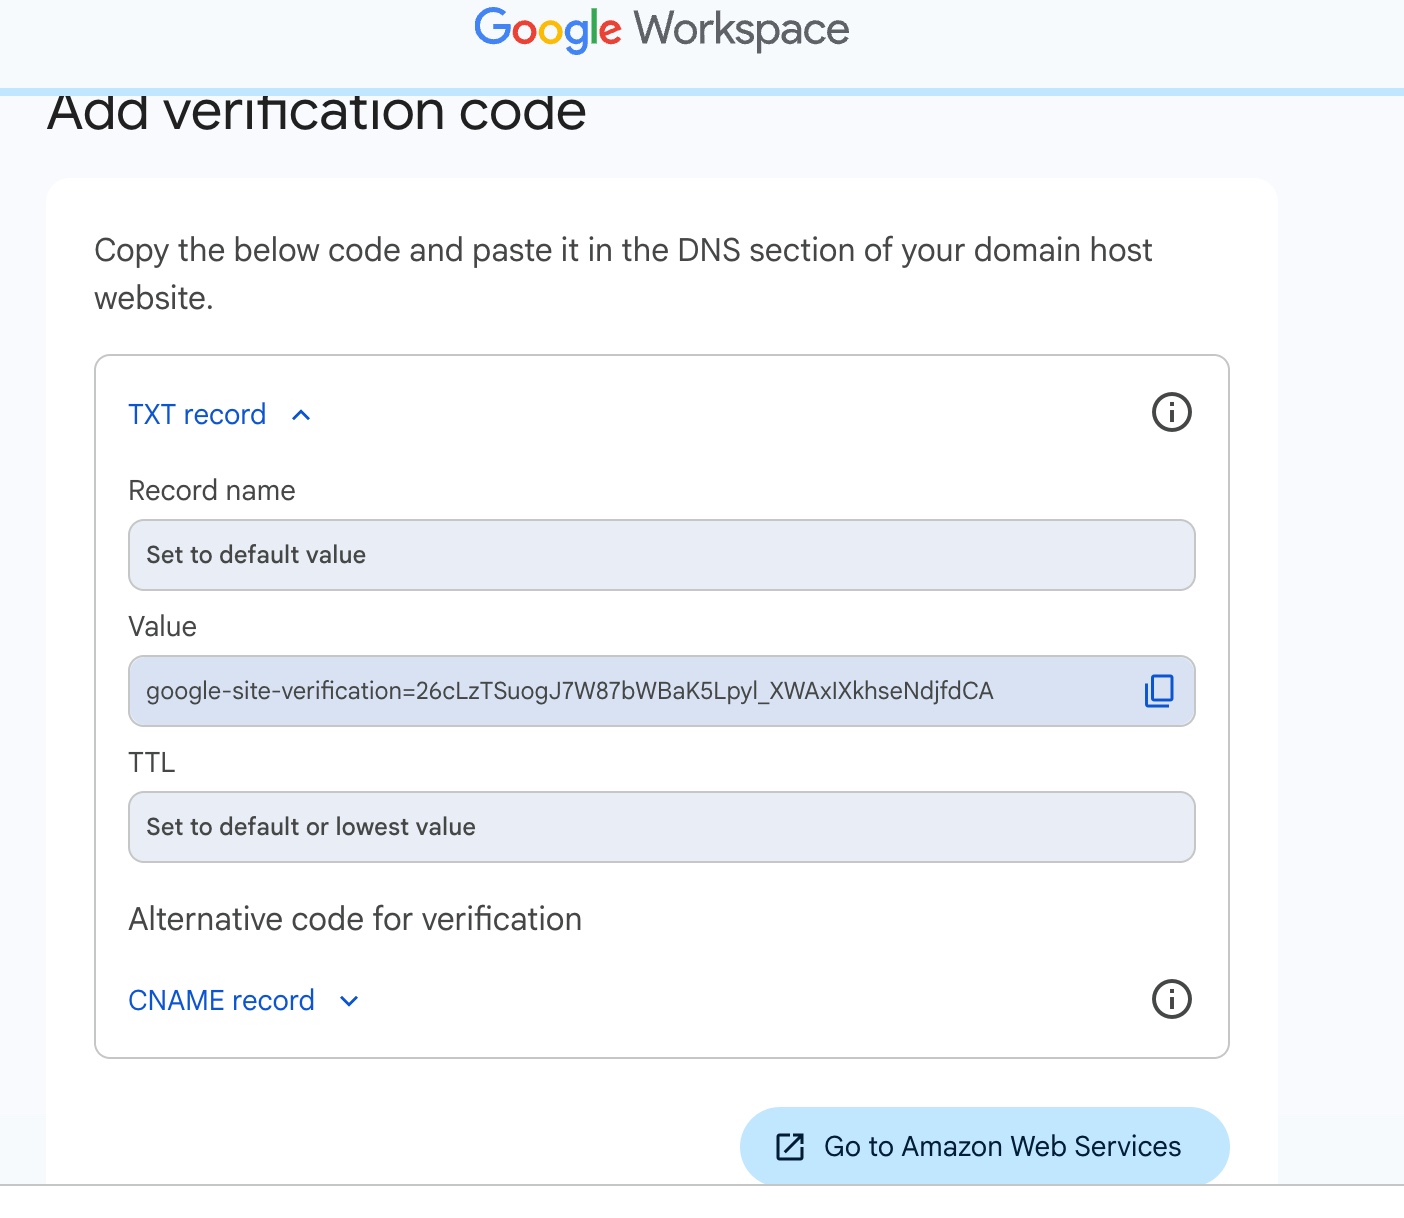 Google Workspace
Add verification code
Copy the below code and paste it in the DNS section of your domain host
website.
TXT record
Record name
Set to default value
Value
google-site-verification=26cLzTSuogJ7W87bWBaK5Lpyl_XWAxIXkhseNdjfdCA
TTL
Set to default or lowest value
Alternative code for verification
CNAME record
Go to Amazon Web Services